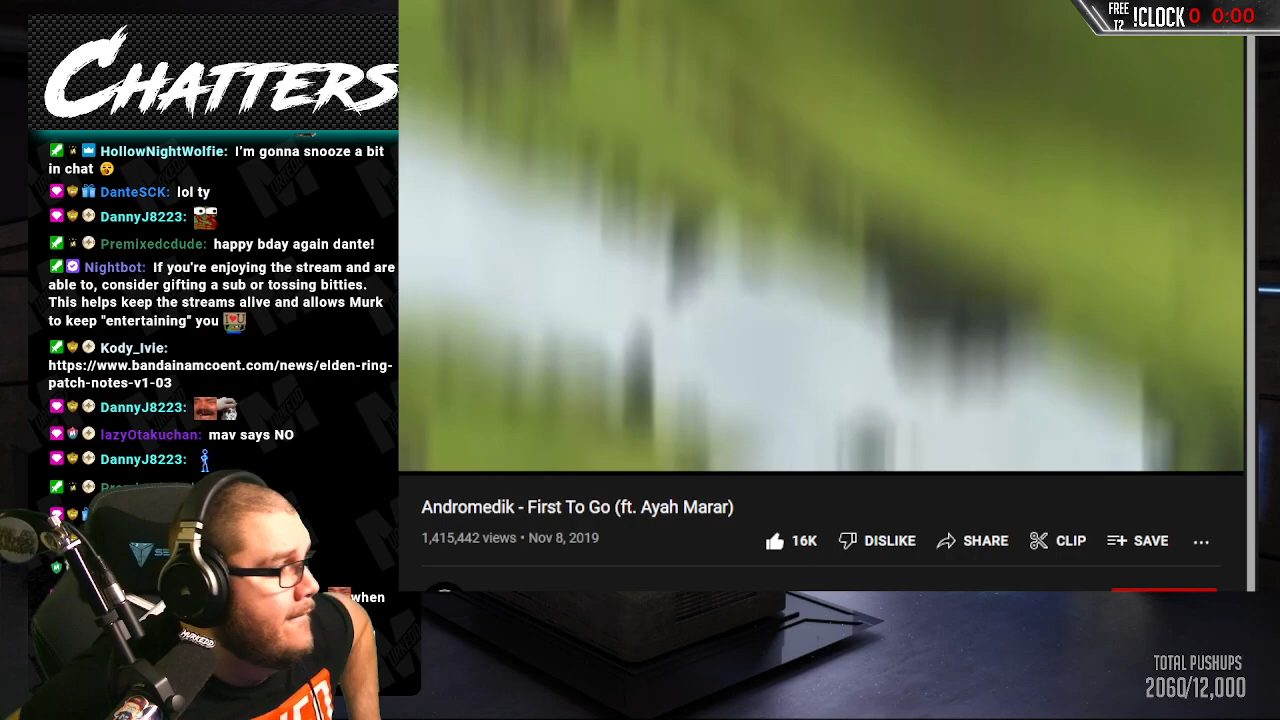 CHATTERS
FREE
12
!CLOCK 0 0:00
HollowNightWolfie: I'm gonna snooze a bit
in chat
DanteSCK: lol ty
DannyJ8223:
Premixedcdude: happy bday again dante!
Nightbot: If you're enjoying the stream and are
able to, consider gifting a sub or tossing bitties.
This helps keep the streams alive and allows Murk
to keep "entertaining" you
Kody_Ivie:
https://www.bandainamcoent.com/news/elden-ring-
patch-notes-v1-03
DannyJ8223:
lazyOtakuchan: mav says NO
DannyJ8223:
when
Andromedik - First To Go (ft. Ayah Marar)
1,415,442 views • Nov 8, 2019
16K DISLIKE SHARE CLIP SAVE ...
MURKEDD
TOTAL PUSHUPS
2060/12,000